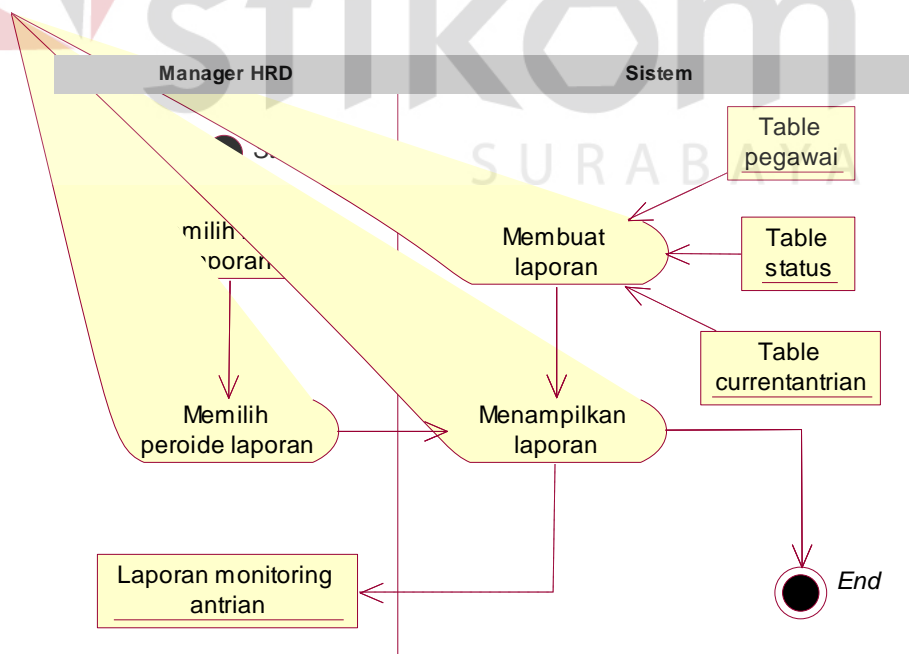 STIKOM
SURABAYA
Manager HRD
Sistem
Table
pegawai
Membuat
laporan
Table
status
Table
currentantrian
Memilih
peroide laporan
Menampilkan
laporan
Laporan monitoring
antrian
End